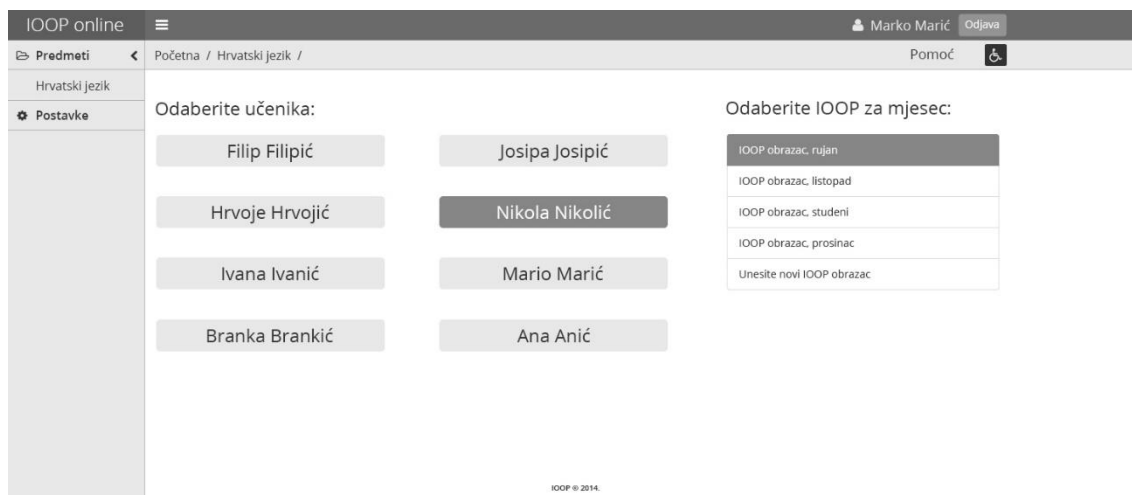 IOOP online
Marko Marić Odjava
Predmeti
Početna / Hrvatski jezik /
Pomoć
Hrvatski jezik
Postavke
Odaberite učenika:
Filip Filipić
Josipa Josipić
Hrvoje Hrvojić
Nikola Nikolić
Ivana Ivanić
Mario Marić
Branka Brankić
Ana Anić
Odaberite IOOP za mjesec:
IOOP obrazac, rujan
IOOP obrazac, listopad
IOOP obrazac, studeni
IOOP obrazac, prosinac
Unesite novi IOOP obrazac
IOOP © 2014.